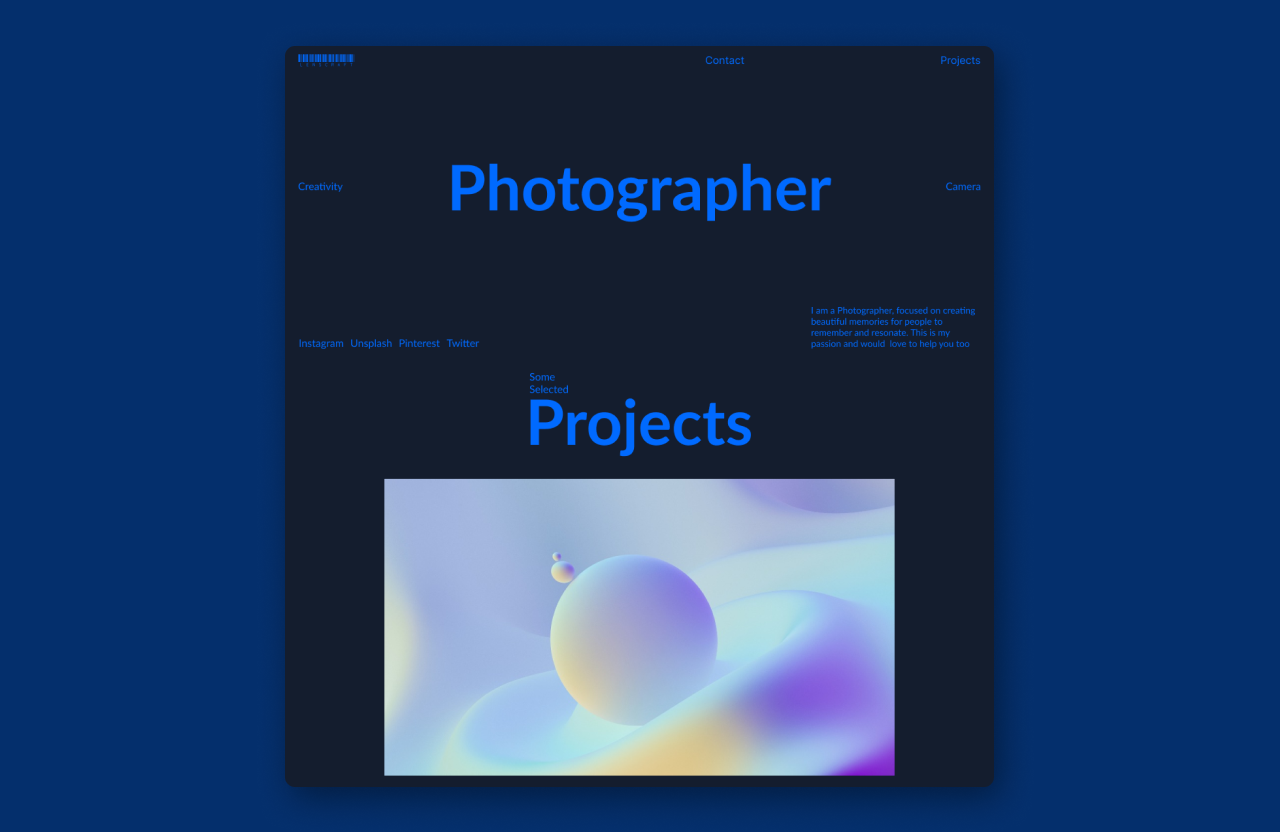 Contact
Projects
Creativity
Photographer
Camera
I am a Photographer, focused on creating
beautiful memories for people to
remember and resonate. This is my
passion and would love to help you too
Instagram Unsplash Pinterest Twitter
Some
Selected
Projects